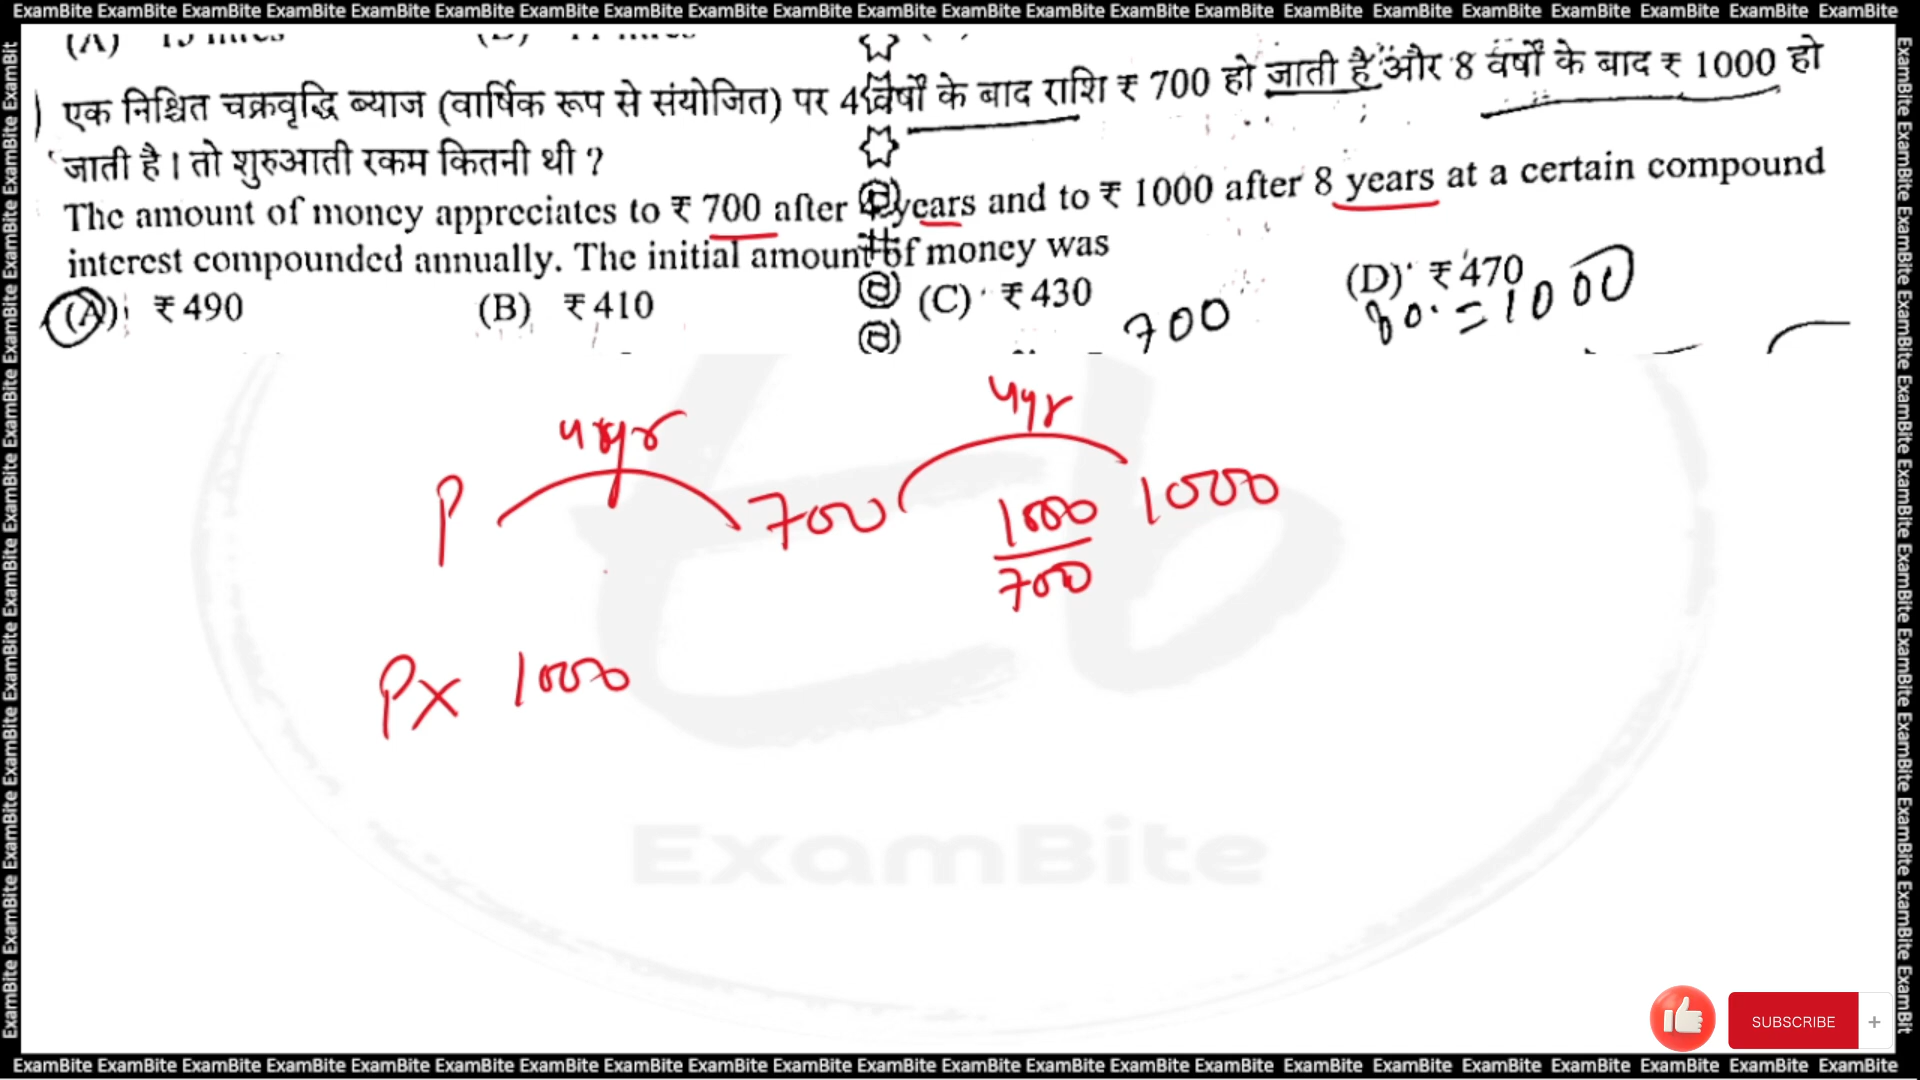 ExamBite ExamBite ExamBite ExamBite ExamBite ExamBite ExamBite ExamBite ExamBite ExamBite ExamBite ExamBite ExamBite ExamBite ExamBite ExamBite ExamBite ExamBite ExamBite ExamBite ExamBite
एक निश्चित चक्रवृद्धि ब्याज (वार्षिक रूप से संयोजित) पर 4 वर्षों के बाद राशि ₹ 700 हो जाती है और 8 वर्षों के बाद ₹ 1000 हो
जाती है । तो शुरुआती रकम कितनी थी ?
The amount of money appreciates to ₹ 700 after 4 years and to ₹ 1000 after 8 years at a certain compound
interest compounded annually. The initial amount of money was
(A) ₹ 490 (B) ₹ 410 (C) ₹ 430 (D) ₹ 470
700 = 1000
4yr 4yr
P 700 1000/700 1000
P x 1000
ExamBite
SUBSCRIBE +
ExamBite ExamBite ExamBite ExamBite ExamBite ExamBite ExamBite ExamBite ExamBite ExamBite ExamBite ExamBite ExamBite ExamBite ExamBite ExamBite ExamBite ExamBite ExamBite ExamBite ExamBite